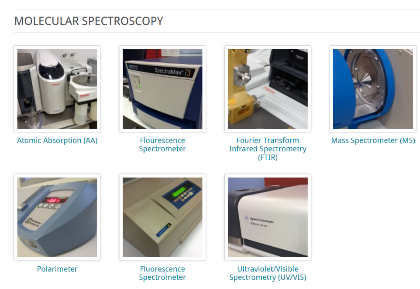 MOLECULAR SPECTROSCOPY
SpectraMax
Atomic Absorption (AA)
Flourescence
Spectrometer
Fourier Transform
Infrared Spectrometry
(FTIR)
Mass Spectrometer (MS)
Polarimeter
Flourescence
Spectrometer
Ultraviolet/Visible
Spectrometry (UV/VIS)